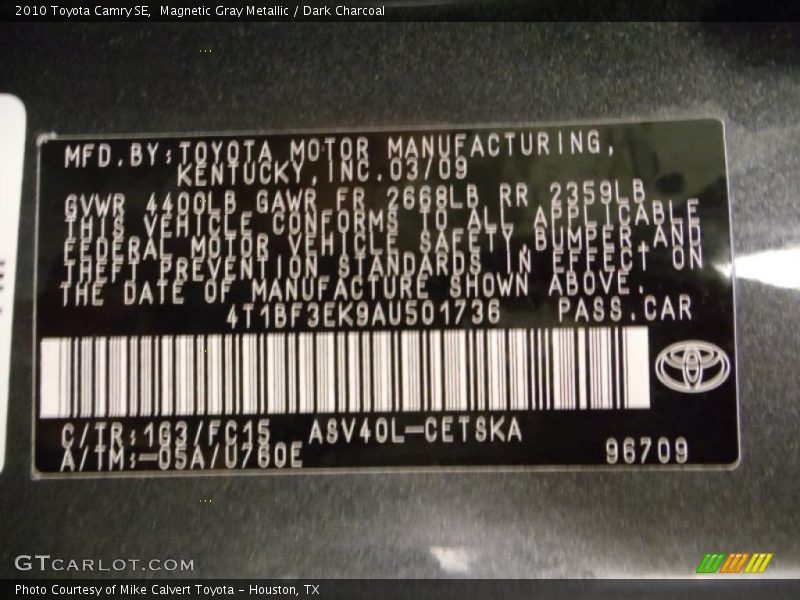 2010 Toyota Camry SE, Magnetic Gray Metallic / Dark Charcoal
MFD.BY:TOYOTA MOTOR MANUFACTURING,
KENTUCKY,INC.03/09
GVWR 4400LB GAWR FR 2668LB RR 2359LB
THIS VEHICLE CONFORMS TO ALL APPLICABLE
FEDERAL MOTOR VEHICLE SAFETY,BUMPER,AND
THEFT PREVENTION STANDARDS IN EFFECT ON
THE DATE OF MANUFACTURE SHOWN ABOVE.
4T1BF3EK9AU501736 PASS.CAR
C/TR:1G3/FC15 ASV40L-CETSKA
A/TM:-05A/U760E
96709
GTCARLOT.COM
Photo Courtesy of Mike Calvert Toyota - Houston, TX